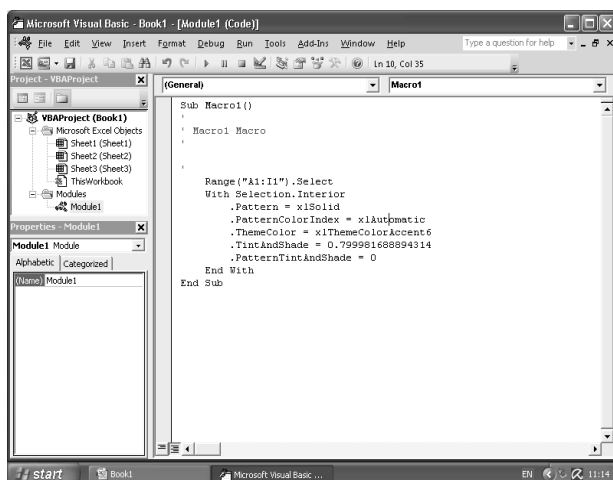 Microsoft Visual Basic - Book1 - [Module1 (Code)]
File Edit View Insert Format Debug Run Tools Add-Ins Window Help Type a question for help
Ln 10, Col 35
Project - VBAProject
(General) Macro1
VBAProject (Book1)
Microsoft Excel Objects
Sheet1 (Sheet1)
Sheet2 (Sheet2)
Sheet3 (Sheet3)
ThisWorkbook
Modules
Module1
Properties - Module1
Module1 Module
Alphabetic Categorized
(Name) Module1
Sub Macro1()
'
' Macro1 Macro
'
'
Range("A1:I1").Select
With Selection.Interior
.Pattern = xlSolid
.PatternColorIndex = xlAutomatic
.ThemeColor = xlThemeColorAccent6
.TintAndShade = 0.799981688894314
.PatternTintAndShade = 0
End With
End Sub
start Book1 Microsoft Visual Basic ... EN 11:14